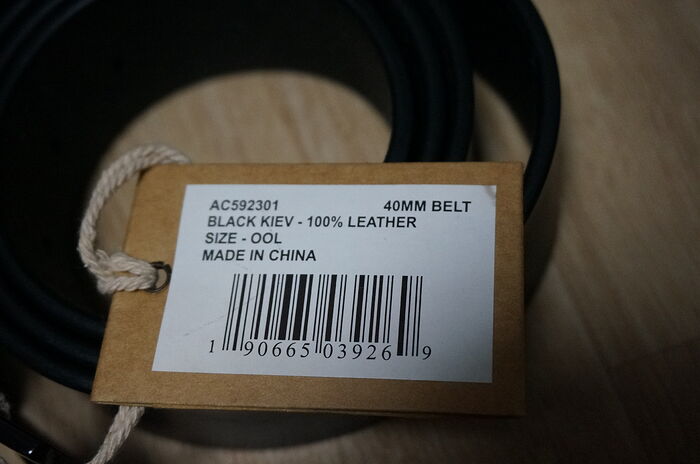 AC592301 40MM BELT
BLACK KIEV - 100% LEATHER
SIZE - OOL
MADE IN CHINA
1 90665 03926 9